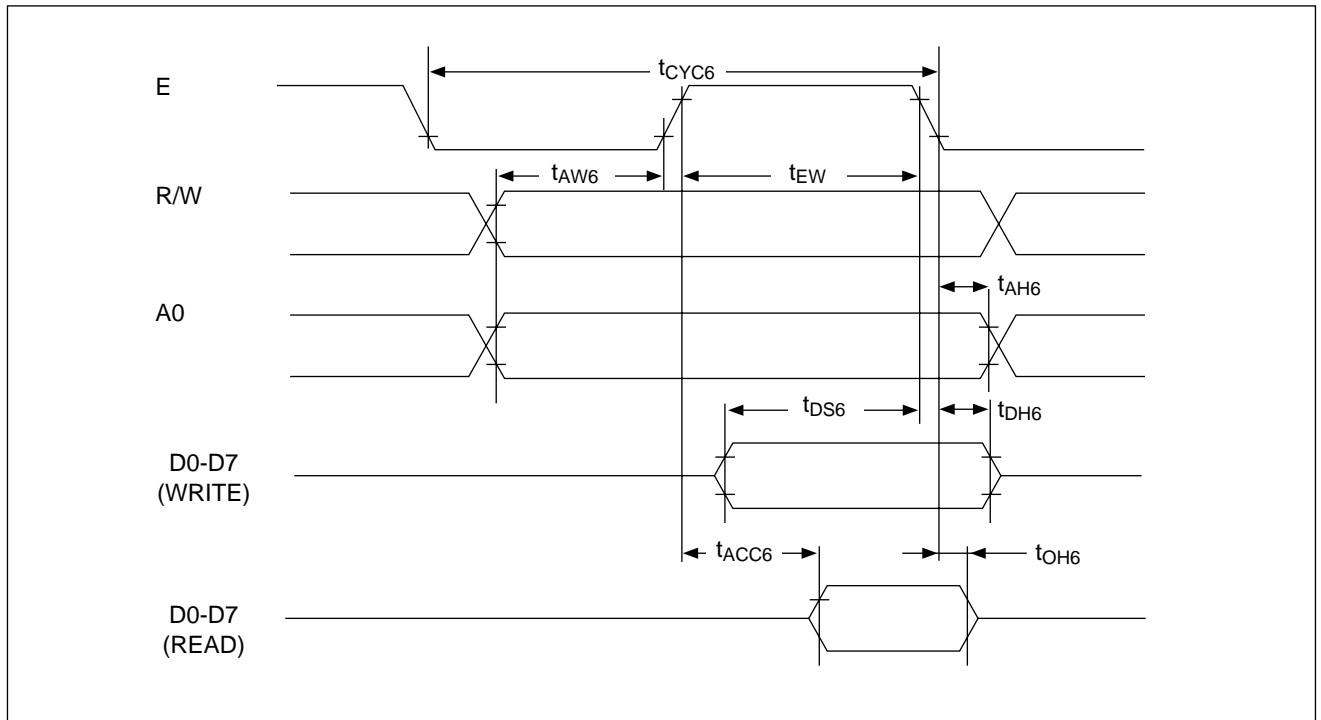 E
tCYC6
tAW6
tEW
R/W
tAH6
A0
tDS6
tDH6
D0-D7
(WRITE)
tACC6
tOH6
D0-D7
(READ)